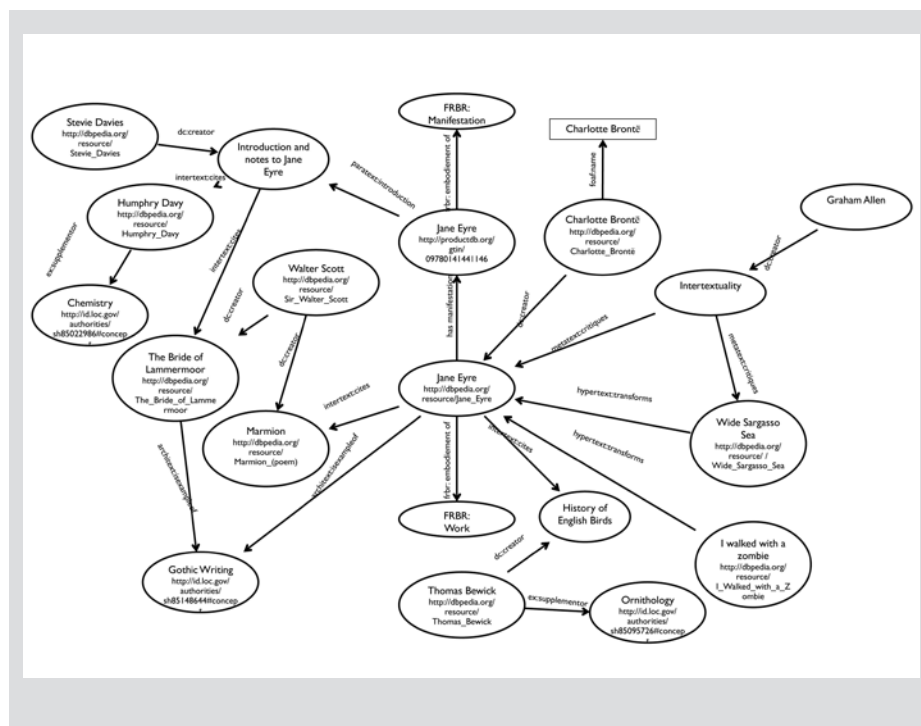 FRBR:
Manifestation
Stevie Davies
http://dbpedia.org/
resource/
Stevie_Davies
dc:creator
Introduction and
notes to Jane
Eyre
Charlotte Brontë
foaf:name
frbr: embodiement of
paratext:introduction
intertext:cites
Humphry Davy
http://dbpedia.org/
resource/
Humphry_Davy
Graham Allen
dc:creator
Charlotte Brontë
http://dbpedia.org/
resource/
Charlotte_Brontë
Jane Eyre
http://productdb.org/
gtin/
09780141441146
intertext:cites
ex:supplementor
Walter Scott
http://dbpedia.org/
resource/
Sir_Walter_Scott
Intertextuality
Chemistry
http://id.loc.gov/
authorities/
sh85022986#concep
dc:creator
has manifestation
dc:creator
metatext:critiques
metatext:critiques
The Bride of
Lammermoor
http://dbpedia.org/
resource/
The_Bride_of_Lamme
rmoor
dc:creator
Jane Eyre
http://dbpedia.org/
resource/Jane_Eyre
hypertext:transforms
intertext:cites
Marmion
http://dbpedia.org/
resource/
Marmion_(poem)
Wide Sargasso
Sea
http://dbpedia.org/
resource/ /
Wide_Sargasso_Sea
architext:isexampleof
architext:isexampleof
frbr: embodiement of
intertext:cites
hypertext:transforms
FRBR:
Work
History of
English Birds
I walked with a
zombie
http://dbpedia.org/
resource/
I_Walked_with_a_Z
ombie
dc:creator
Gothic Writing
http://id.loc.gov/
authorities/
sh85148644#concep
Thomas Bewick
http://dbpedia.org/
resource/
Thomas_Bewick
ex:supplementor
Ornithology
http://id.loc.gov/
authorities/
sh85095726#concep